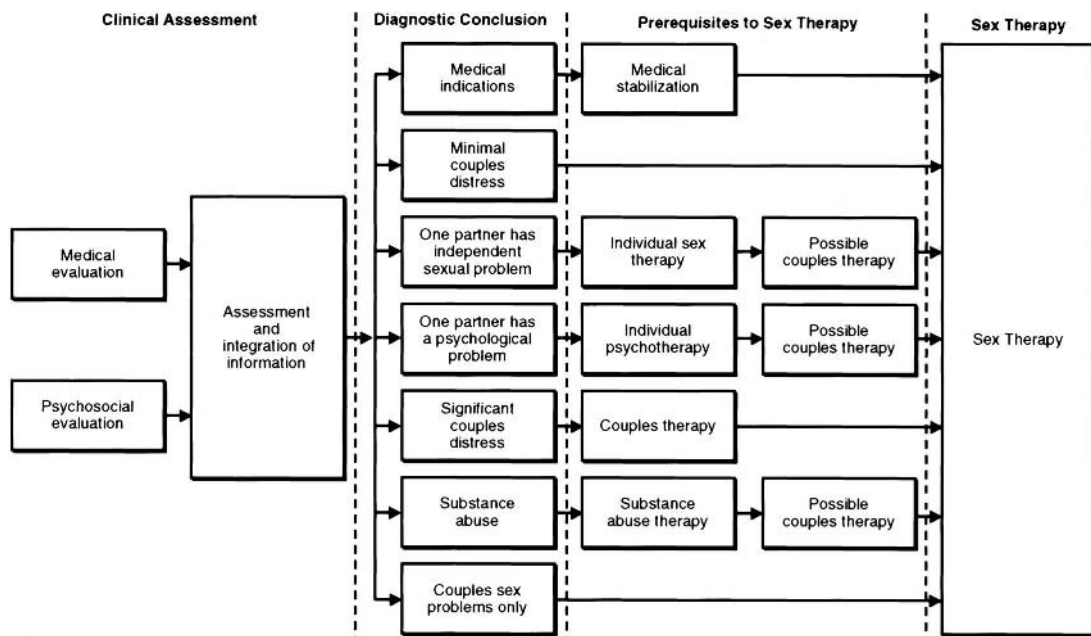 Clinical Assessment
Diagnostic Conclusion
Prerequisites to Sex Therapy
Sex Therapy
Medical
evaluation
Psychosocial
evaluation
Assessment
and
integration of
information
Medical
indications
Medical
stabilization
Minimal
couples
distress
One partner has
independent
sexual problem
Individual sex
therapy
Possible
couples therapy
One partner has
a psychological
problem
Individual
psychotherapy
Possible
couples therapy
Significant
couples
distress
Couples therapy
Substance
abuse
Substance
abuse therapy
Possible
couples therapy
Couples sex
problems only
Sex Therapy